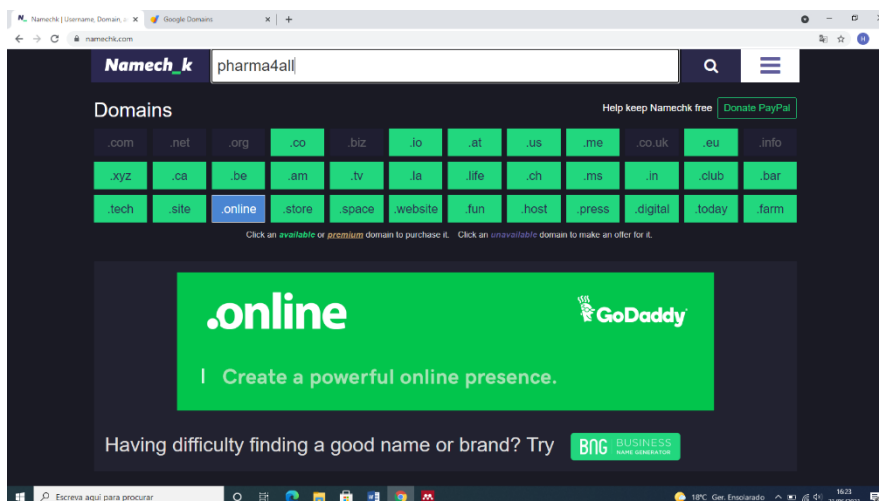 Namechk | Username, Domain, a
Google Domains
namechk.com
H
Namech_k
pharma4all
Domains
Help keep Namechk free
Donate PayPal
.com .net .org .co .biz .io .at .us .me .co.uk .eu .info
.xyz .ca .be .am .tv .la .life .ch .ms .in .club .bar
.tech .site .online .store .space .website .fun .host .press .digital .today .farm
Click an available or premium domain to purchase it. Click an unavailable domain to make an offer for it.
.online
GoDaddy
Create a powerful online presence.
Having difficulty finding a good name or brand? Try
BNG BUSINESS
NAME GENERATOR
Escreva aqui para procurar
18°C Ger. Ensolarado
16:23